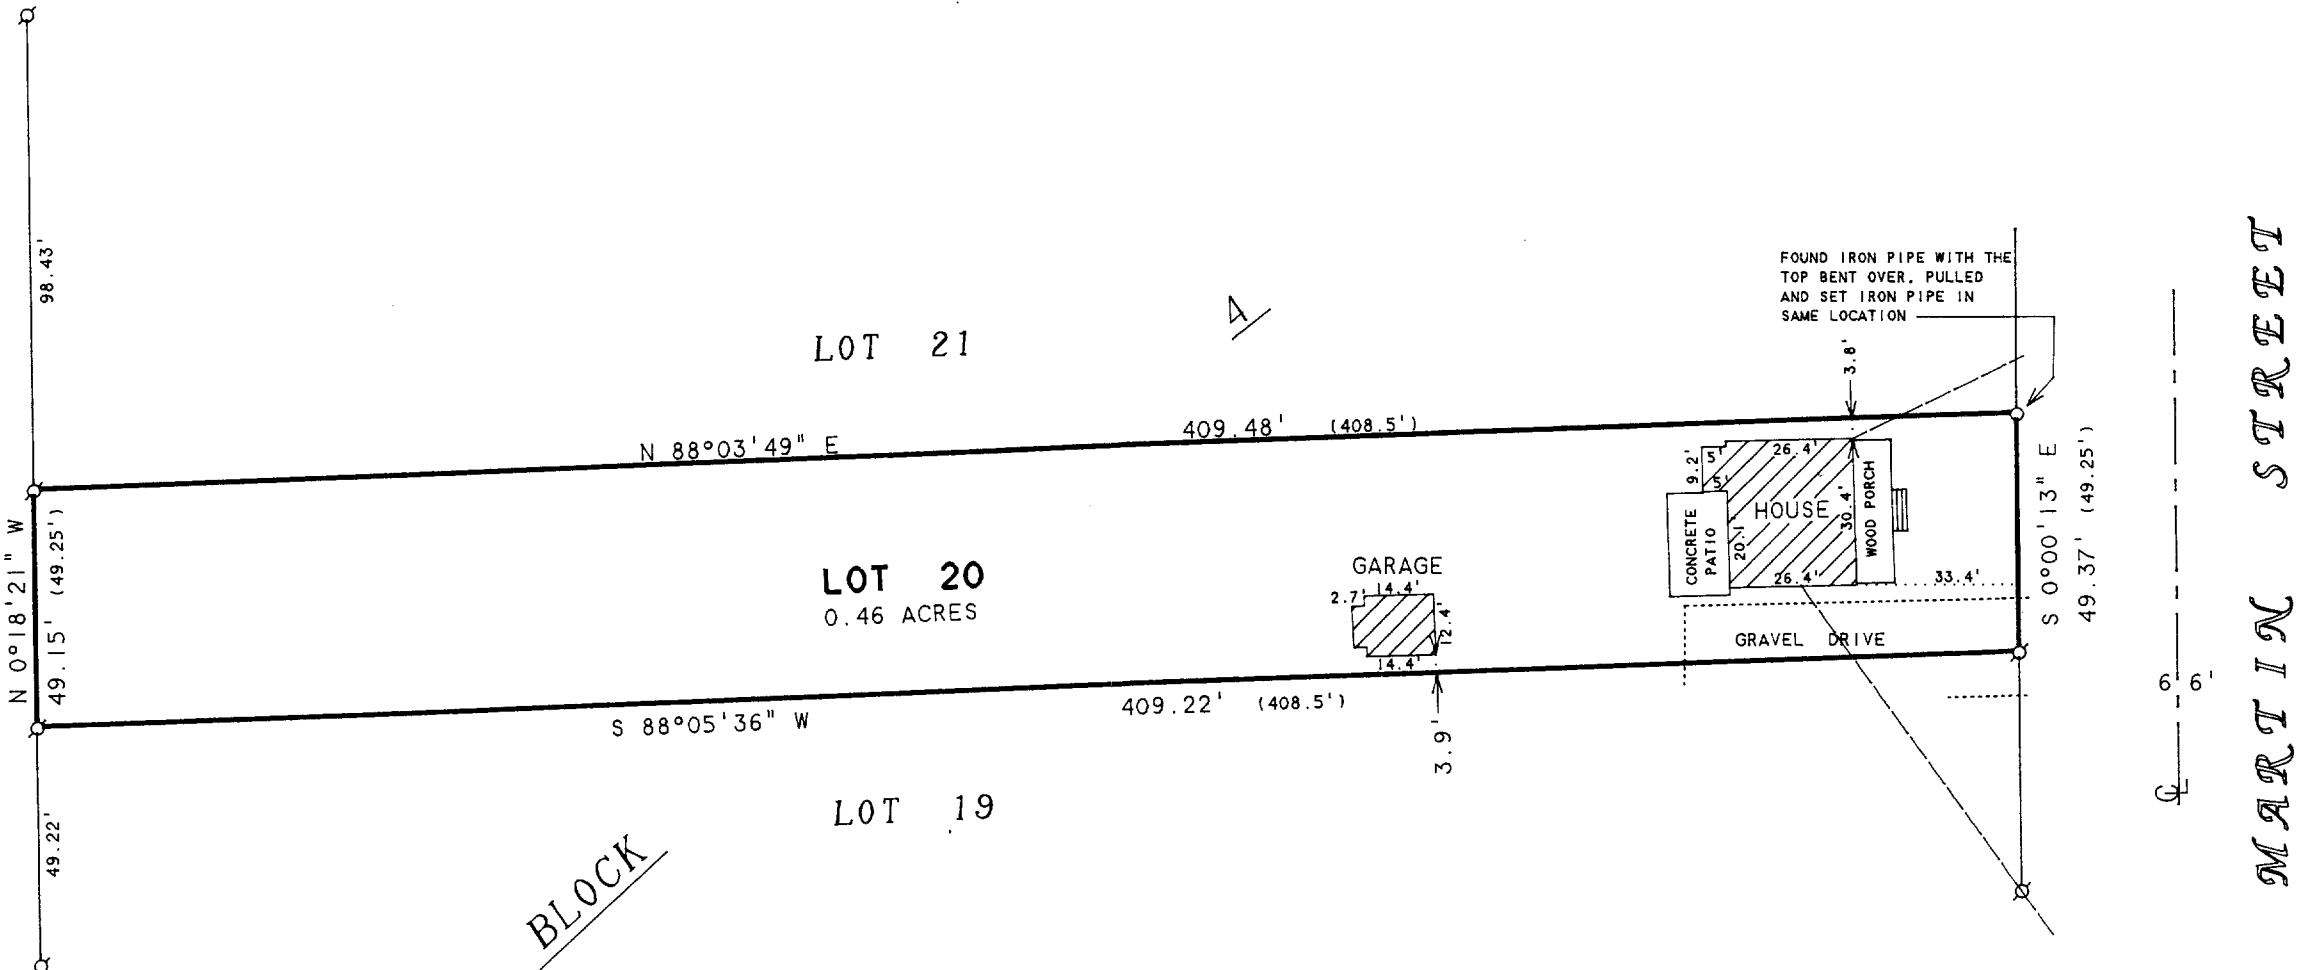 98.43'
FOUND IRON PIPE WITH THE
TOP BENT OVER. PULLED
AND SET IRON PIPE IN
SAME LOCATION
3.8'
4
LOT 21
N 88°03'49" E
409.48' (408.5')
N 0°18'21" W
49.15' (49.25')
LOT 20
0.46 ACRES
GARAGE
14.4'
2.7'
12.4'
14.4'
9.2'
5'
5'
26.4'
HOUSE
30.4'
20.1'
26.4'
CONCRETE
PATIO
WOOD PORCH
33.4'
GRAVEL DRIVE
S 0°00'13" E
49.37' (49.25')
S 88°05'36" W
409.22' (408.5')
3.9'
LOT 19
BLOCK
49.22'
66'
CL
MARTIN STREET